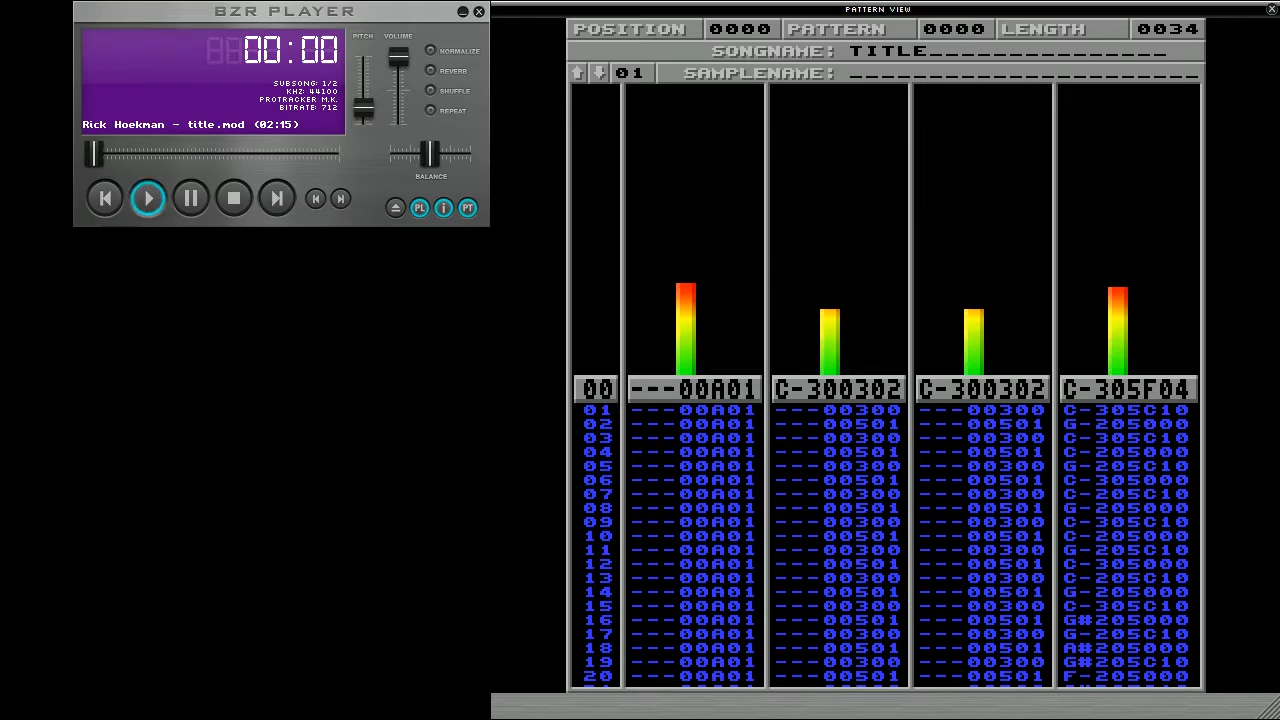 BZR PLAYER
00:00
SUBSONG: 1/2
KHZ: 44100
PROTRACKER M.K.
BITRATE: 712
Rick Hoekman - title.mod (02:15)
PITCH
VOLUME
NORMALIZE
REVERB
SHUFFLE
REPEAT
BALANCE
PL
i
PT
PATTERN VIEW
POSITION 0000 PATTERN 0000 LENGTH 0034
SONGNAME: TITLE_______________
01 SAMPLENAME: ______________________
00 ---00A01 C-300302 C-300302 C-305F04
01 ---00A01 ---00300 ---00300 C-305C10
02 ---00A01 ---00501 ---00501 G-205000
03 ---00A01 ---00300 ---00300 C-305C10
04 ---00A01 ---00501 ---00501 G-205000
05 ---00A01 ---00300 ---00300 C-205C10
06 ---00A01 ---00501 ---00501 G-205000
07 ---00A01 ---00300 ---00300 C-205C10
08 ---00A01 ---00501 ---00501 G-205000
09 ---00A01 ---00300 ---00300 C-305C10
10 ---00A01 ---00501 ---00501 C-205000
11 ---00A01 ---00300 ---00300 G-205C10
12 ---00A01 ---00501 ---00501 C-305000
13 ---00A01 ---00300 ---00300 C-205C10
14 ---00A01 ---00501 ---00501 G-205000
15 ---00A01 ---00300 ---00300 C-305C10
16 ---00A01 ---00501 ---00501 G#205000
17 ---00A01 ---00300 ---00300 G-205C10
18 ---00A01 ---00501 ---00501 A#205000
19 ---00A01 ---00300 ---00300 G#205C10
20 ---00A01 ---00501 ---00501 F-205000